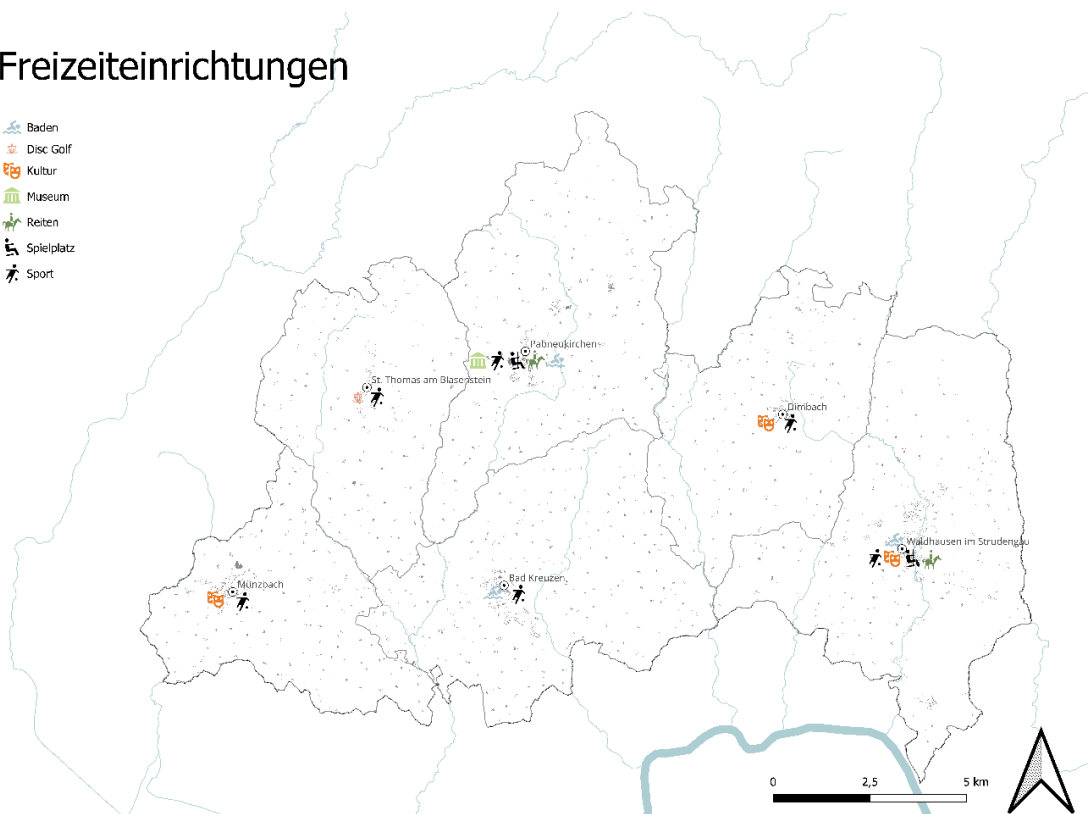 Freizeiteinrichtungen
Baden
Disc Golf
Kultur
Museum
Reiten
Spielplatz
Sport
Pabneukirchen
St. Thomas am Blasenstein
Dimbach
Waldhausen im Strudengau
Bad Kreuzen
Münzbach
0 2,5 5 km